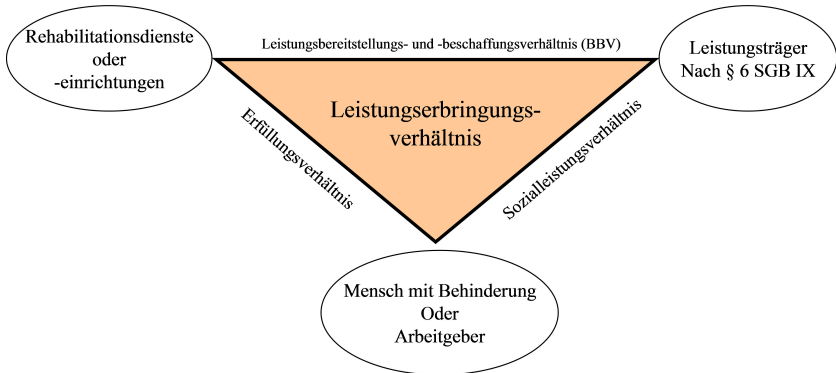 Rehabilitationsdienste
oder
-einrichtungen
Leistungsbereitstellungs- und -beschaffungsverhältnis (BBV)
Leistungsträger
Nach § 6 SGB IX
Leistungserbringungs-
verhältnis
Erfüllungsverhältnis
Sozialleistungsverhältnis
Mensch mit Behinderung
Oder
Arbeitgeber